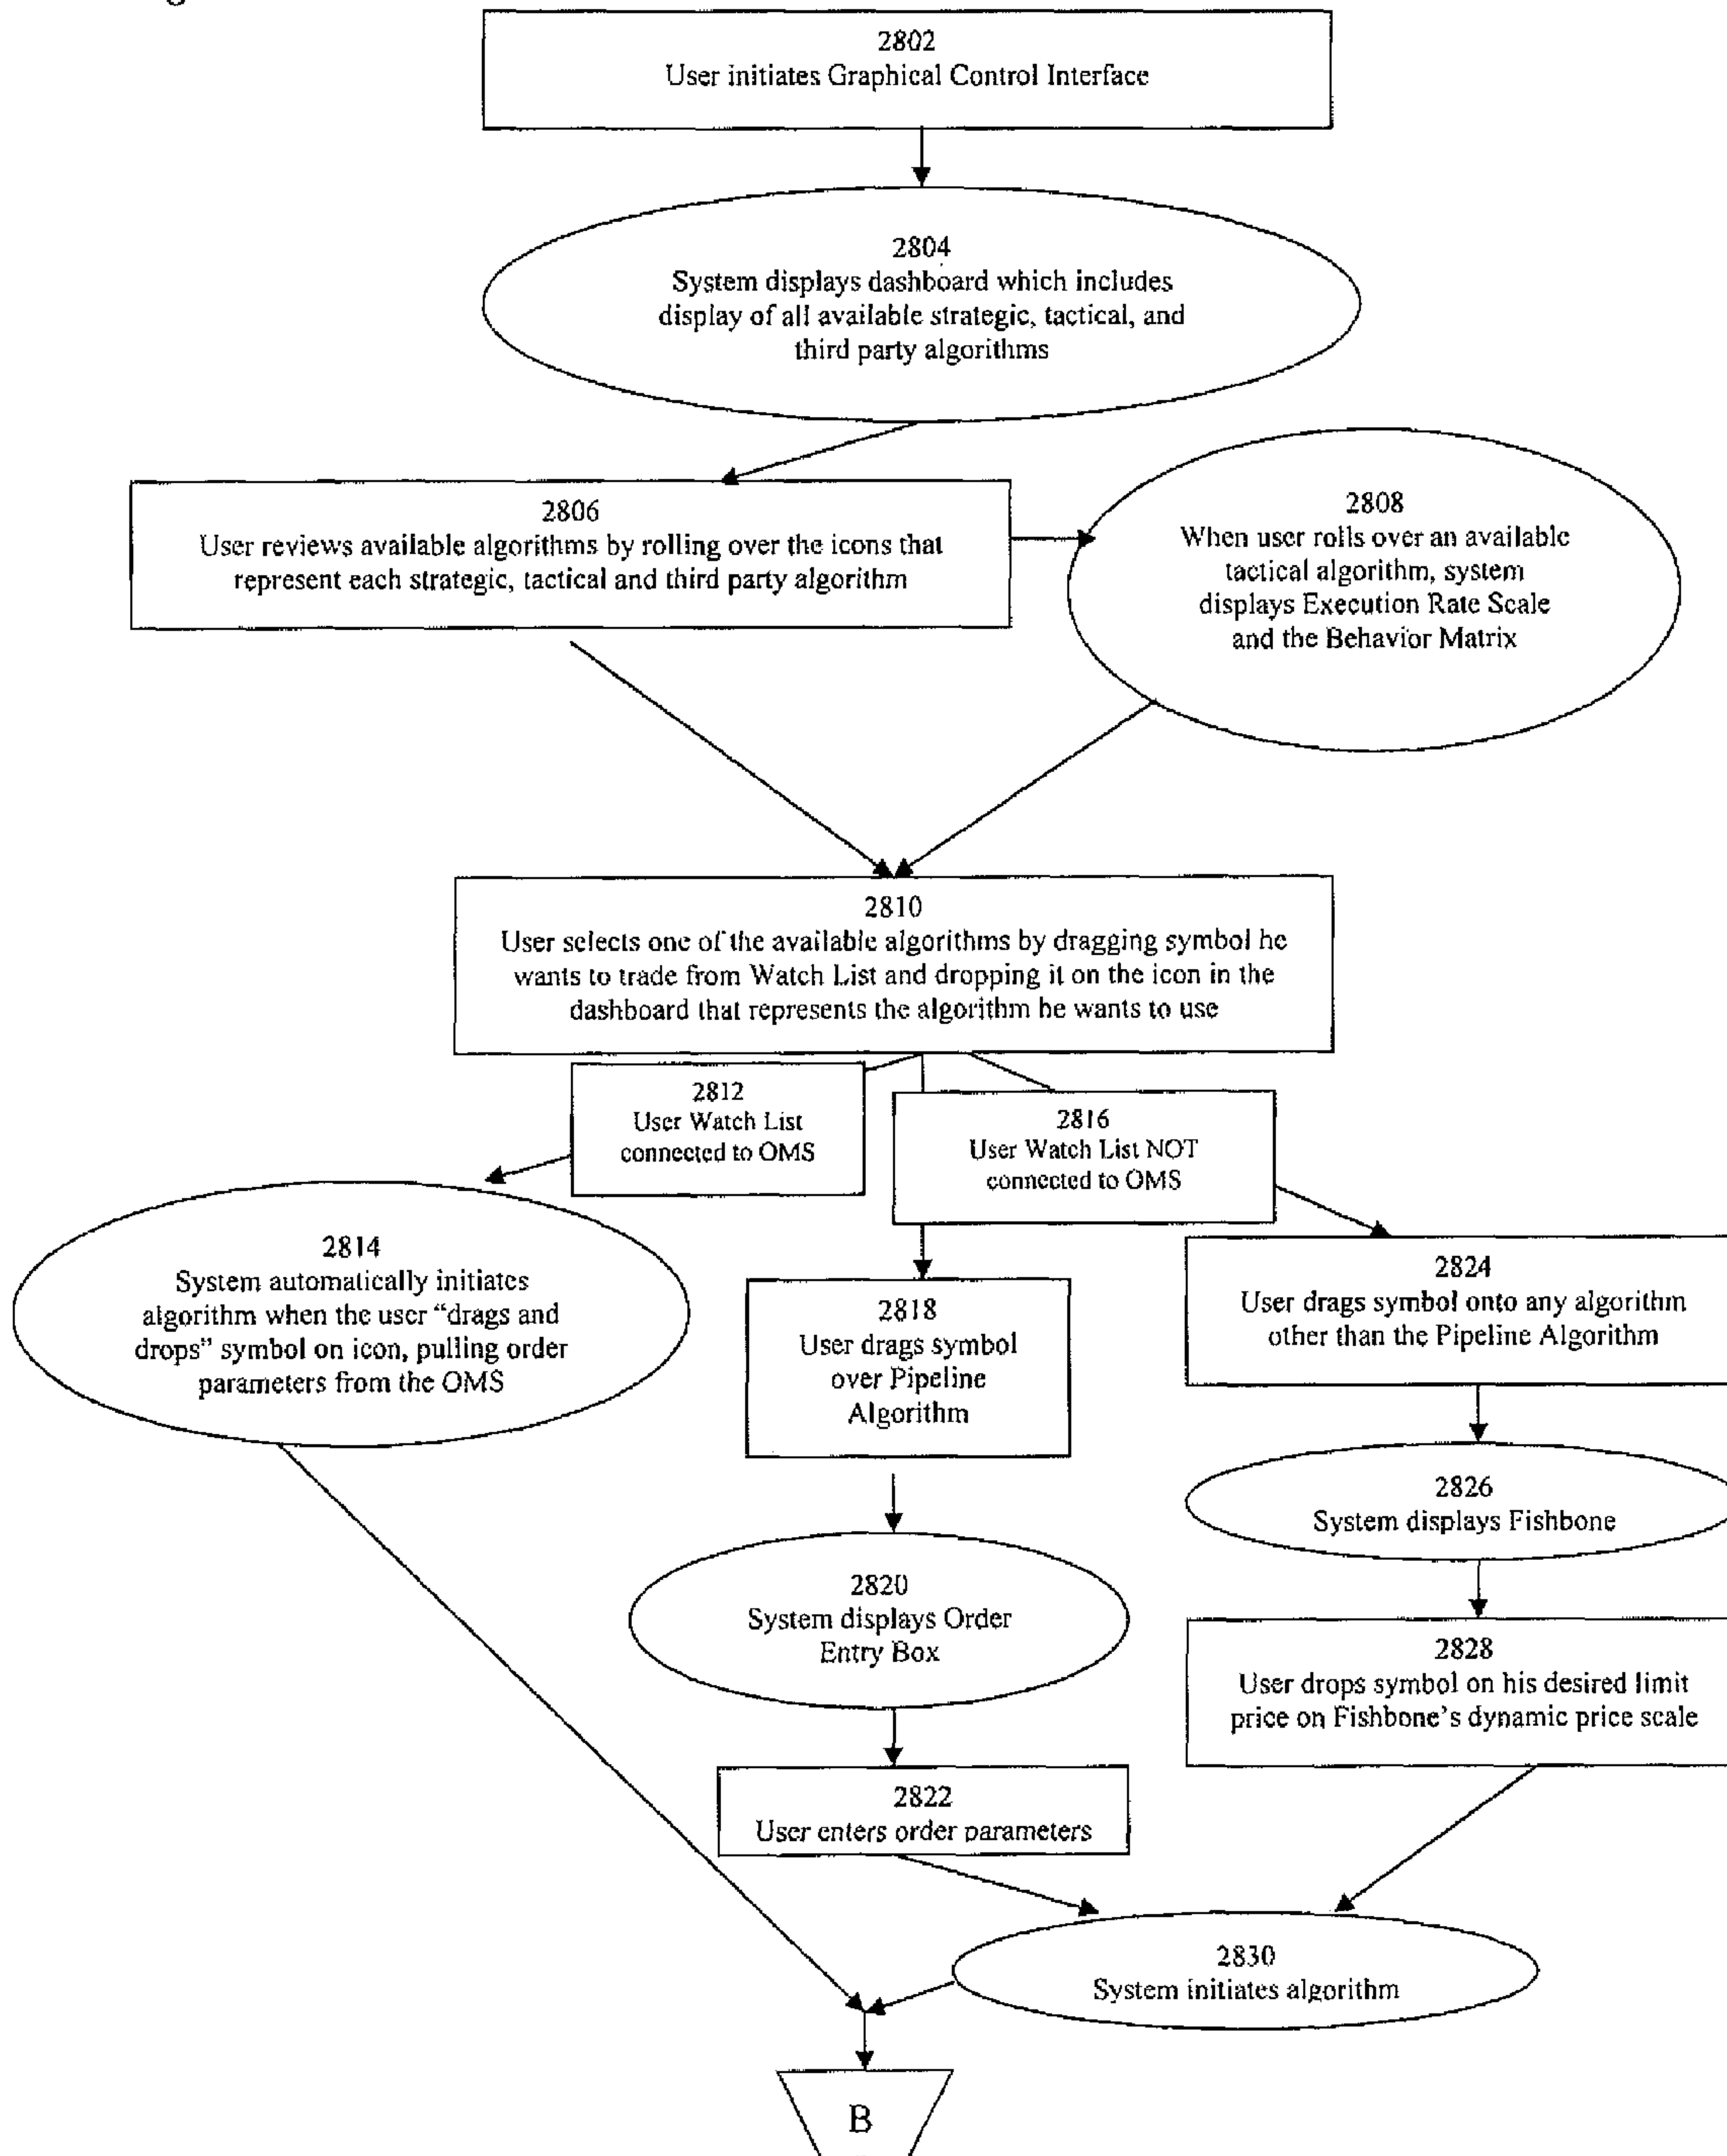 2802
User initiates Graphical Control Interface
2804
System displays dashboard which includes
display of all available strategic, tactical, and
third party algorithms
2806
User reviews available algorithms by rolling over the icons that
represent each strategic, tactical and third party algorithm
2808
When user rolls over an available
tactical algorithm, system
displays Execution Rate Scale
and the Behavior Matrix
2810
User selects one of the available algorithms by dragging symbol he
wants to trade from Watch List and dropping it on the icon in the
dashboard that represents the algorithm he wants to use
2812
User Watch List
connected to OMS
2816
User Watch List NOT
connected to OMS
2814
System automatically initiates
algorithm when the user “drags and
drops” symbol on icon, pulling order
parameters from the OMS
2818
User drags symbol
over Pipeline
Algorithm
2824
User drags symbol onto any algorithm
other than the Pipeline Algorithm
2826
System displays Fishbone
2820
System displays Order
Entry Box
2828
User drops symbol on his desired limit
price on Fishbone’s dynamic price scale
2822
User enters order parameters
2830
System initiates algorithm
B